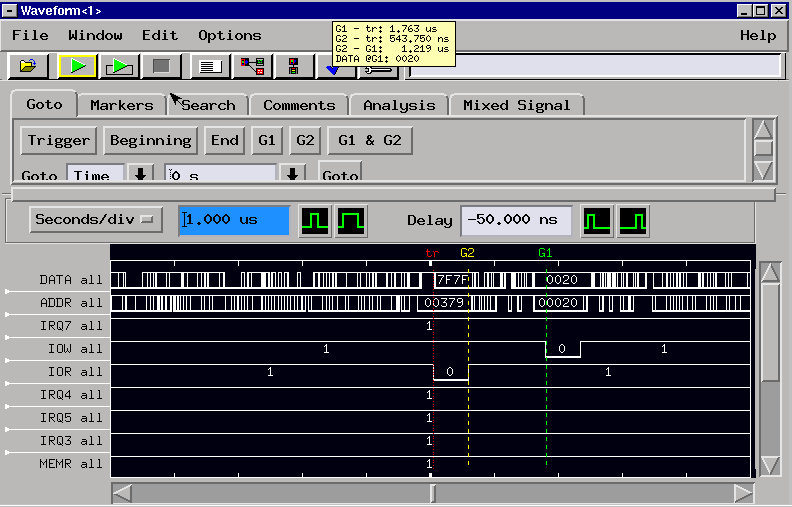 Waveform<1>
File Window Edit Options Help
G1 - tr: 1.763 us
G2 - tr: 543.750 ns
G2 - G1: 1.219 us
DATA @G1: 0020
Goto Markers Search Comments Analysis Mixed Signal
Trigger Beginning End G1 G2 G1 & G2
Goto Time 0 s Goto
Seconds/div 1.000 us Delay -50.000 ns
tr G2 G1
DATA all 7F7F 0020
ADDR all 00379 00020
IRQ7 all 1
IOW all 1 0 1
IOR all 1 0 1
IRQ4 all 1
IRQ5 all 1
IRQ3 all 1
MEMR all 1